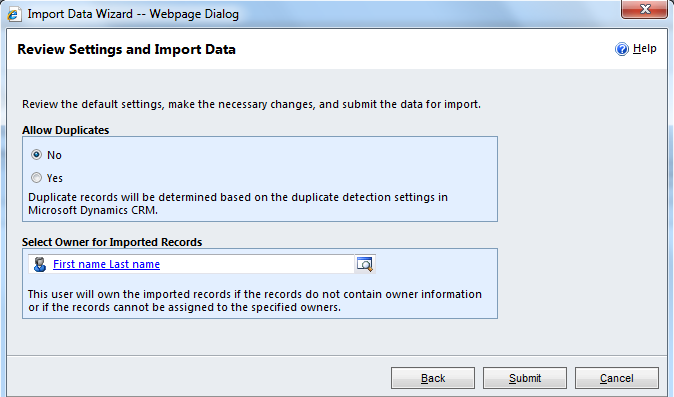 Import Data Wizard -- Webpage Dialog
Review Settings and Import Data
Help
Review the default settings, make the necessary changes, and submit the data for import.
Allow Duplicates
No
Yes
Duplicate records will be determined based on the duplicate detection settings in
Microsoft Dynamics CRM.
Select Owner for Imported Records
First name Last name
This user will own the imported records if the records do not contain owner information
or if the records cannot be assigned to the specified owners.
Back
Submit
Cancel